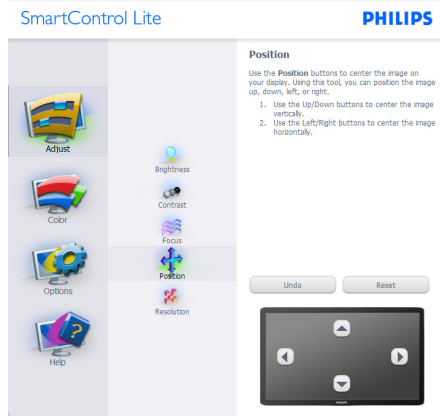 SmartControl Lite
PHILIPS
Adjust
Color
Options
Help
Brightness
Contrast
Focus
Position
Resolution
Position
Use the Position buttons to center the image on
your display. Using this tool, you can position the image
up, down, left, or right.
1. Use the Up/Down buttons to center the image
vertically.
2. Use the Left/Right buttons to center the image
horizontally.
Undo
Reset
PHILIPS